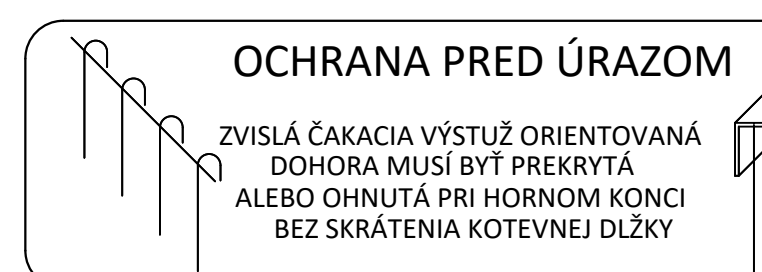 OCHRANA PRED ÚRAZOM
ZVISLÁ ČAKACIA VÝSTUŽ ORIENTOVANÁ
DOHORA MUSÍ BYŤ PREKRYTÁ
ALEBO OHNUTÁ PRI HORNOM KONCI
BEZ SKRÁTENIA KOTEVNEJ DLŽKY